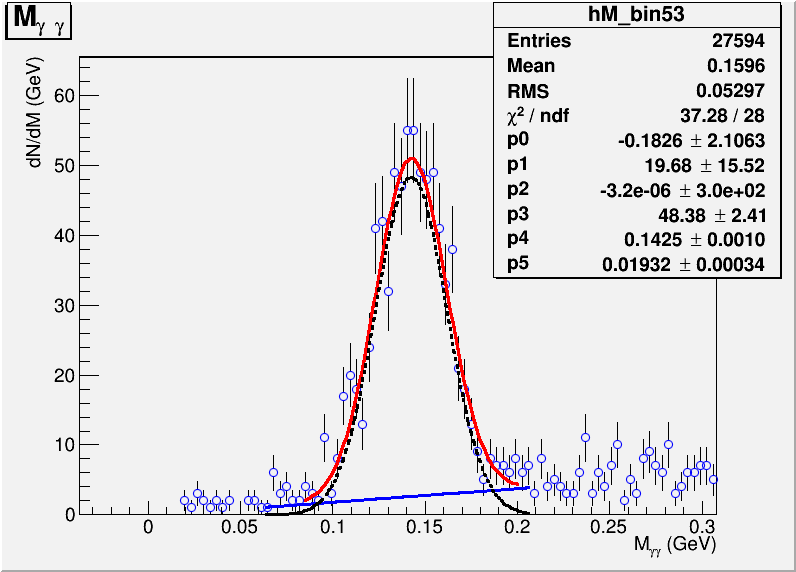 M γ γ
hM_bin53
Entries 27594
Mean 0.1596
RMS 0.05297
χ² / ndf 37.28 / 28
p0 -0.1826 ± 2.1063
p1 19.68 ± 15.52
p2 -3.2e-06 ± 3.0e+02
p3 48.38 ± 2.41
p4 0.1425 ± 0.0010
p5 0.01932 ± 0.00034
dN/dM (GeV)
60
50
40
30
20
10
0
0 0.05 0.1 0.15 0.2 0.25 0.3
Mγγ (GeV)